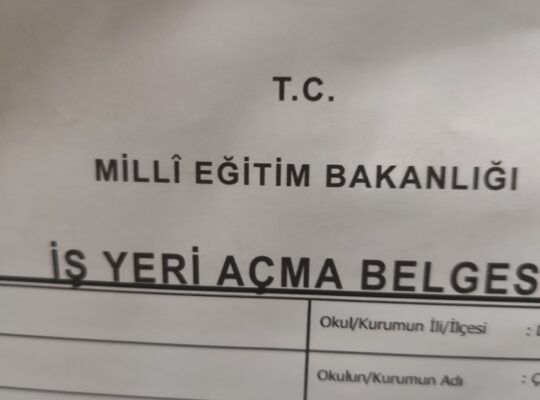 T.C.
MİLLÎ EĞİTİM BAKANLIĞI
İŞ YERİ AÇMA BELGES
Okul/Kurumun İli/İlçesi :
Okulun/Kurumun Adı : Ç